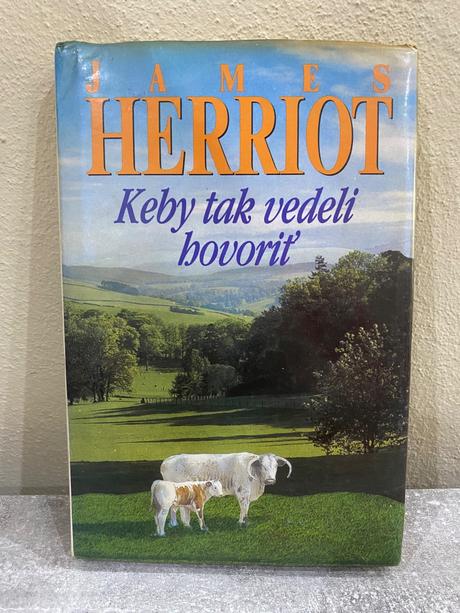 JAMES
HERRIOT
Keby tak vedeli
hovoriť